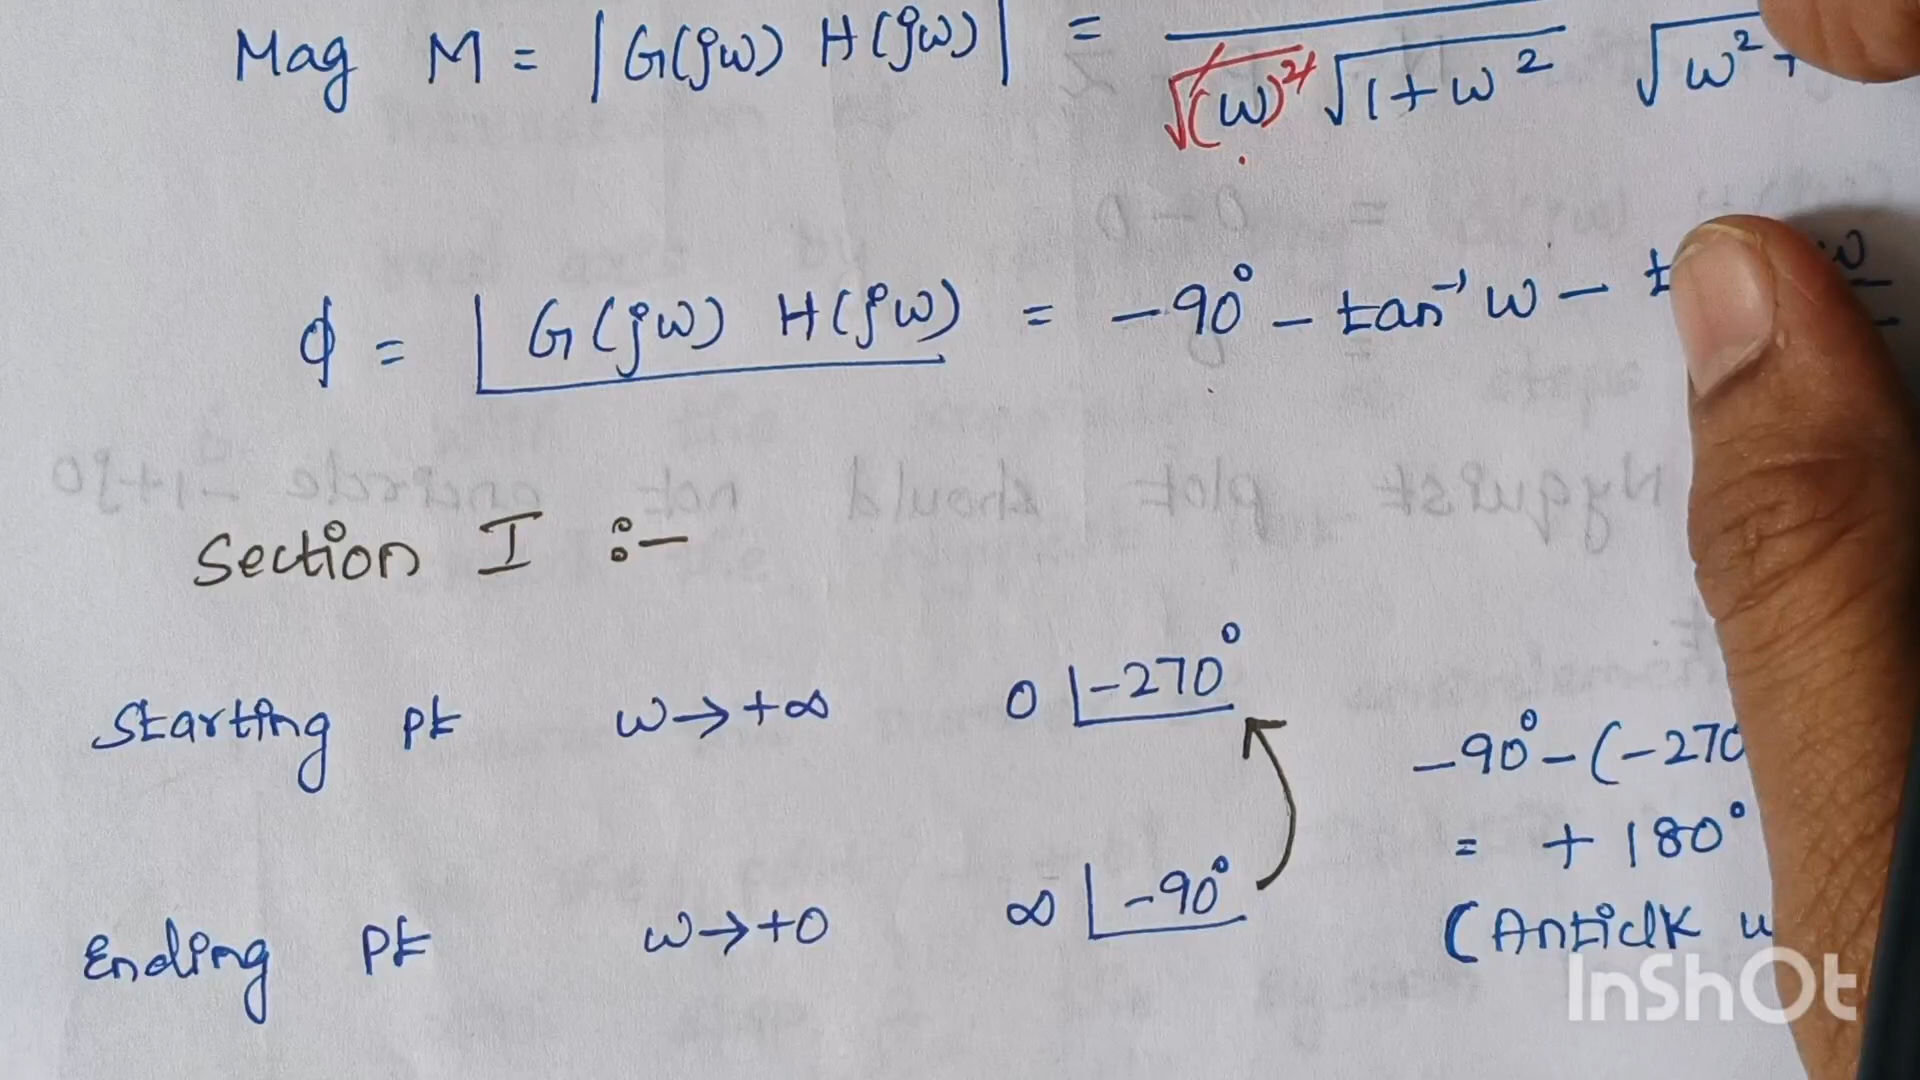 Mag M = |G(jω) H(jω)| = √(ω)² √1+ω² √ω²+
ϕ = ∠G(jω) H(jω) = -90° - tan⁻¹ ω - t ω
Section I :-
Starting pt ω→+∞ 0∠-270°
-90° - (-270
= + 180°
Ending pt ω→+0 ∞∠-90°
(Anticlk w
InShOt